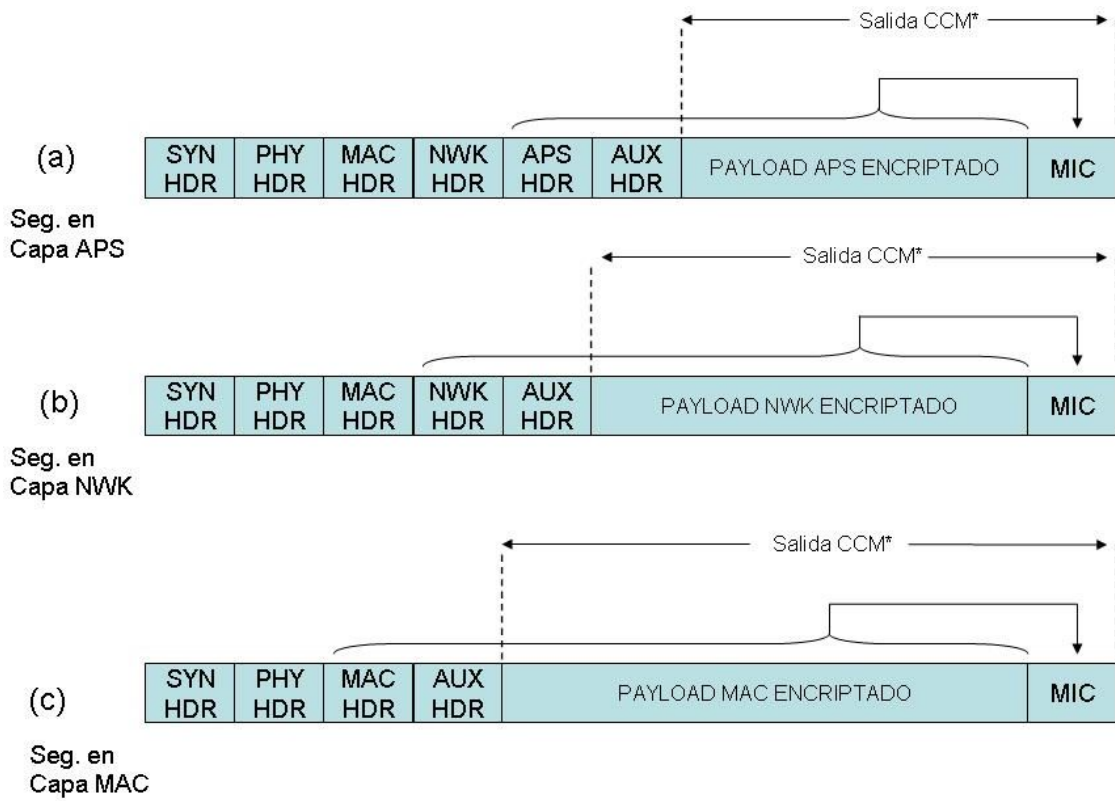 Salida CCM*
(a)
SYN HDR
PHY HDR
MAC HDR
NWK HDR
APS HDR
AUX HDR
PAYLOAD APS ENCRIPTADO
MIC
Seg. en
Capa APS
Salida CCM*
(b)
SYN HDR
PHY HDR
MAC HDR
NWK HDR
AUX HDR
PAYLOAD NWK ENCRIPTADO
MIC
Seg. en
Capa NWK
Salida CCM*
(c)
SYN HDR
PHY HDR
MAC HDR
AUX HDR
PAYLOAD MAC ENCRIPTADO
MIC
Seg. en
Capa MAC